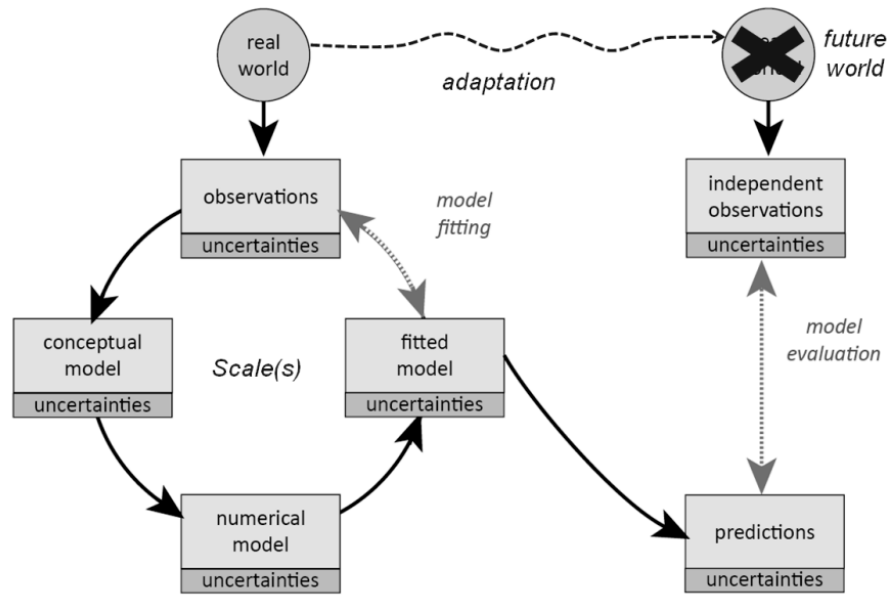 real
world
adaptation
future
world
observations
uncertainties
model
fitting
independent
observations
uncertainties
conceptual
model
uncertainties
Scale(s)
fitted
model
uncertainties
model
evaluation
numerical
model
uncertainties
predictions
uncertainties